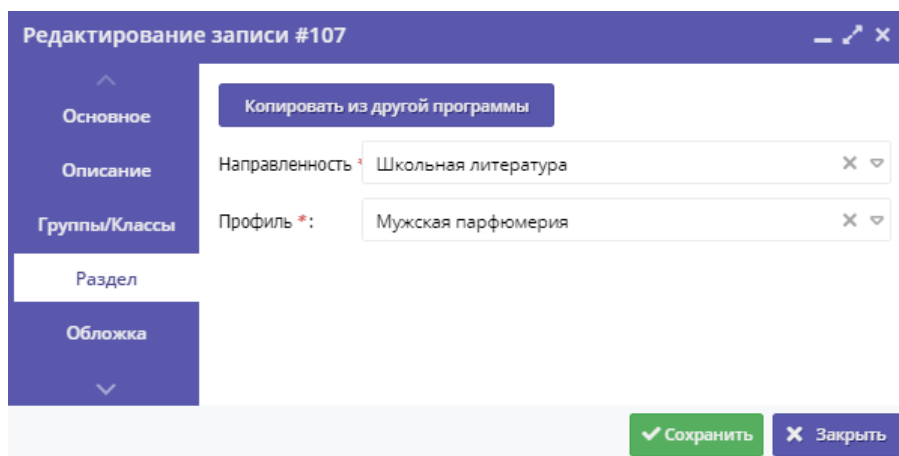 Редактирование записи #107
Основное
Описание
Группы/Классы
Раздел
Обложка
Копировать из другой программы
Направленность * Школьная литература
Профиль *: Мужская парфюмерия
Сохранить
Закрыть